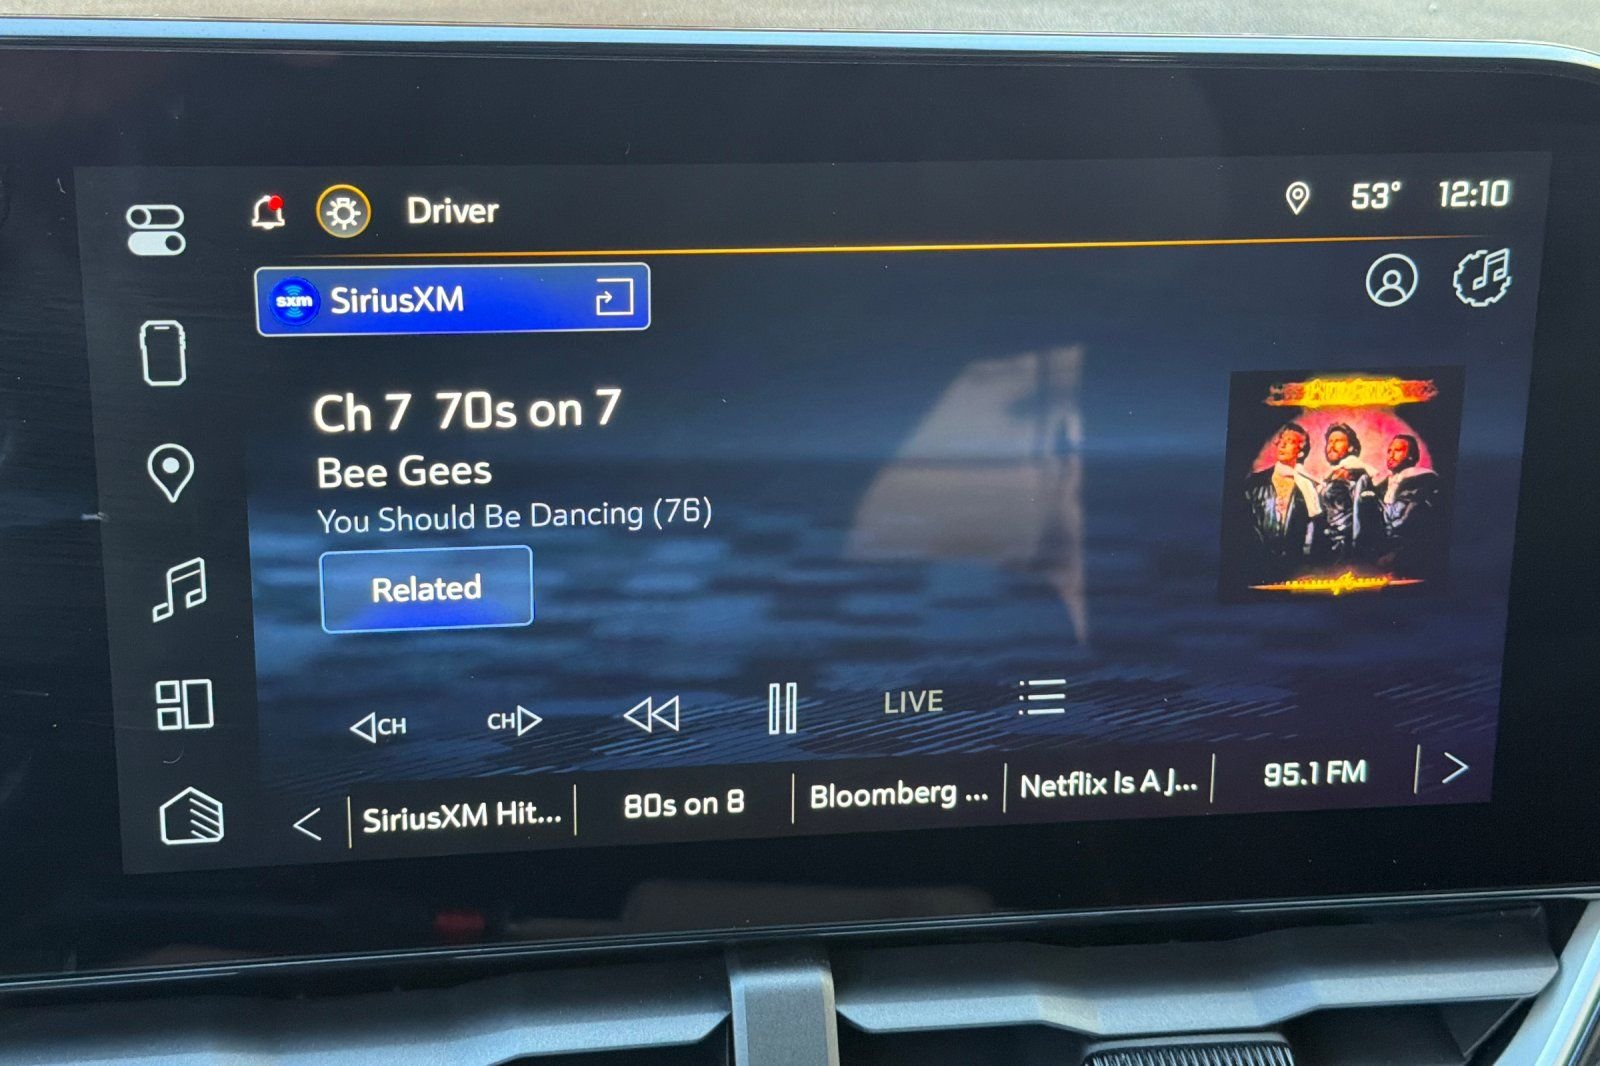 Driver
53° 12:10
sxm SiriusXM
Ch 7 70s on 7
Bee Gees
You Should Be Dancing (76)
Related
CH CH LIVE
SiriusXM Hit... 80s on 8 Bloomberg ... Netflix Is A J... 95.1 FM